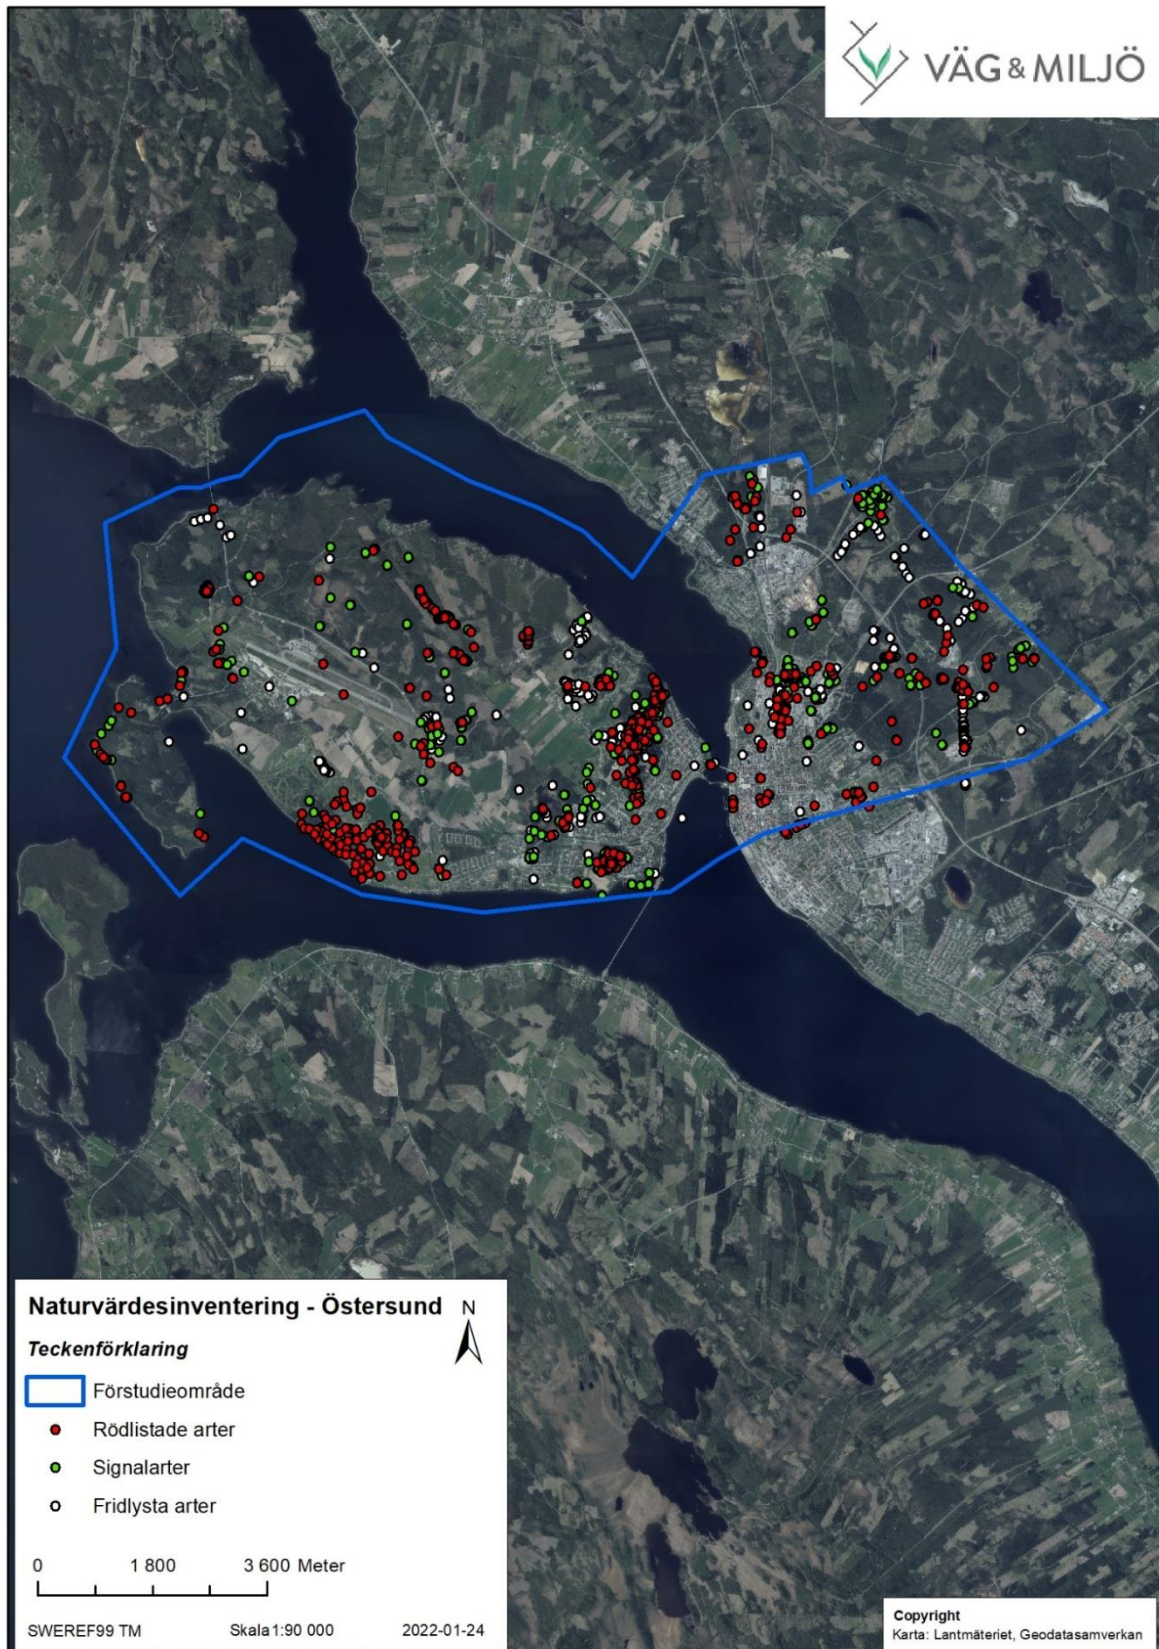 VÄG & MILJÖ
Naturvärdesinventering - Östersund
N
Teckenförklaring
Förstudieområde
Rödlistade arter
Signalarter
Fridlysta arter
0 1 800 3 600 Meter
SWEREF99 TM Skala 1:90 000 2022-01-24
Copyright
Karta: Lantmäteriet, Geodatasamverkan